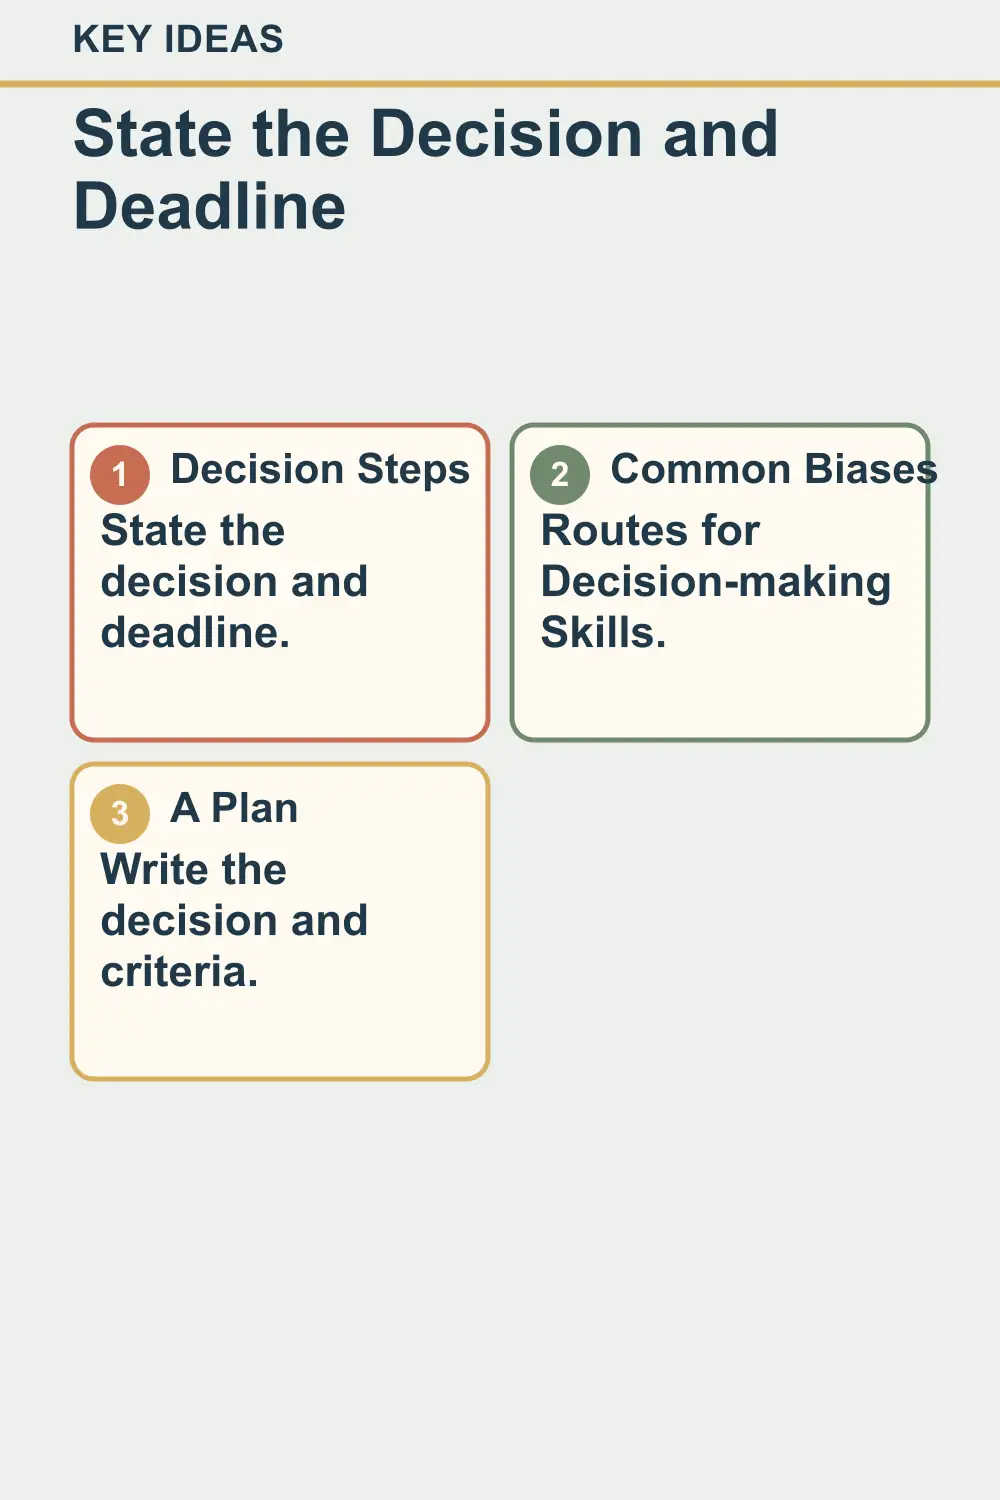 KEY IDEAS
State the Decision and
Deadline
1 Decision Steps
State the
decision and
deadline.
2 Common Biases
Routes for
Decision-making
Skills.
3 A Plan
Write the
decision and
criteria.